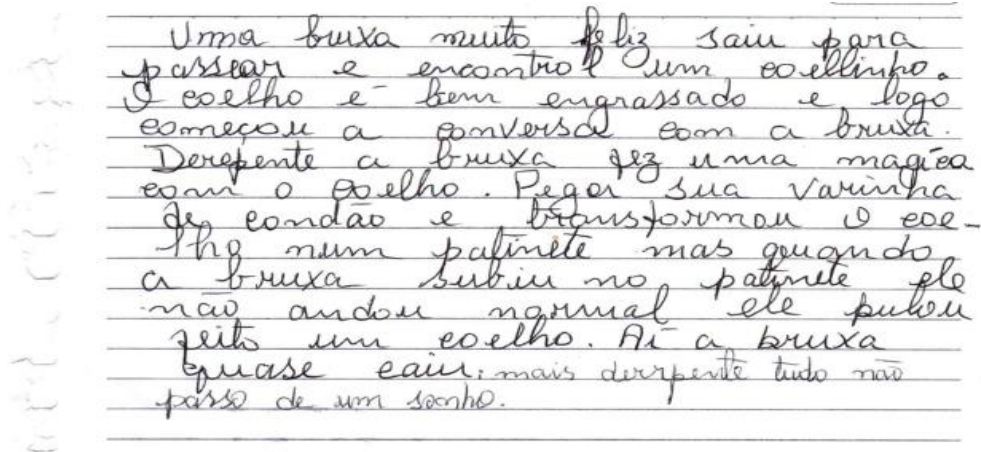 Uma bruxa muito feliz saiu para
passear e encontrol um coellinho.
O coelho é bem engrassado e logo
começou a conversa com a bruxa.
Derepente a bruxa fez uma magica
com o coelho. Pegor sua varinha
de condão e transformou o coe-
lho num patinete mas quando
a bruxa subiu no patinete ele
não andou normal ele pulou
feito um coelho. Aí a bruxa
quase caiu. mais derrpente tudo não
passo de um sonho.